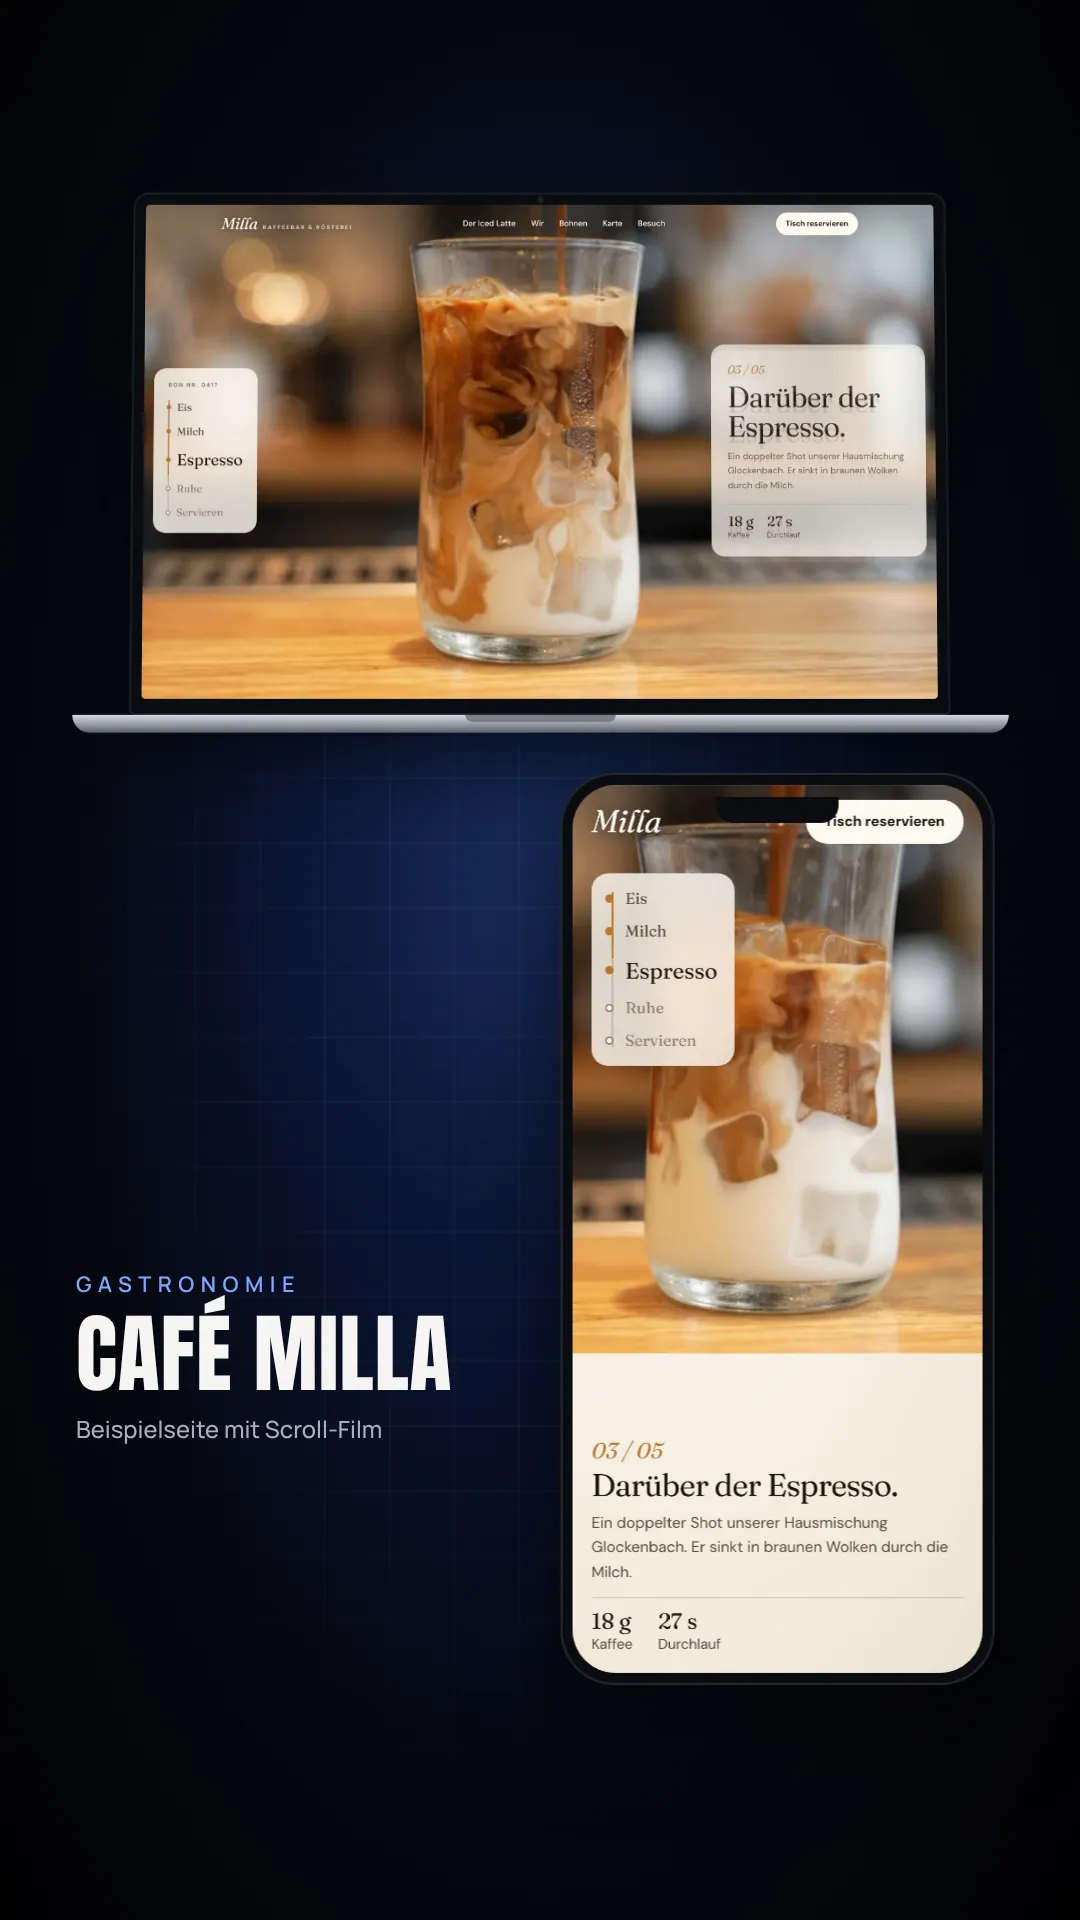 Milla KAFFEEBAR & RÖSTEREI
Der Iced Latte Wir Bohnen Karte Besuch
Tisch reservieren
BON NR. 0417
Eis
Milch
Espresso
Ruhe
Servieren
03 / 05
Darüber der
Espresso.
Ein doppelter Shot unserer Hausmischung
Glockenbach. Er sinkt in braunen Wolken
durch die Milch.
18 g 27 s
Kaffee Durchlauf
Milla
Tisch reservieren
Eis
Milch
Espresso
Ruhe
Servieren
GASTRONOMIE
CAFÉ MILLA
Beispielseite mit Scroll-Film
03 / 05
Darüber der Espresso.
Ein doppelter Shot unserer Hausmischung
Glockenbach. Er sinkt in braunen Wolken durch die
Milch.
18 g 27 s
Kaffee Durchlauf